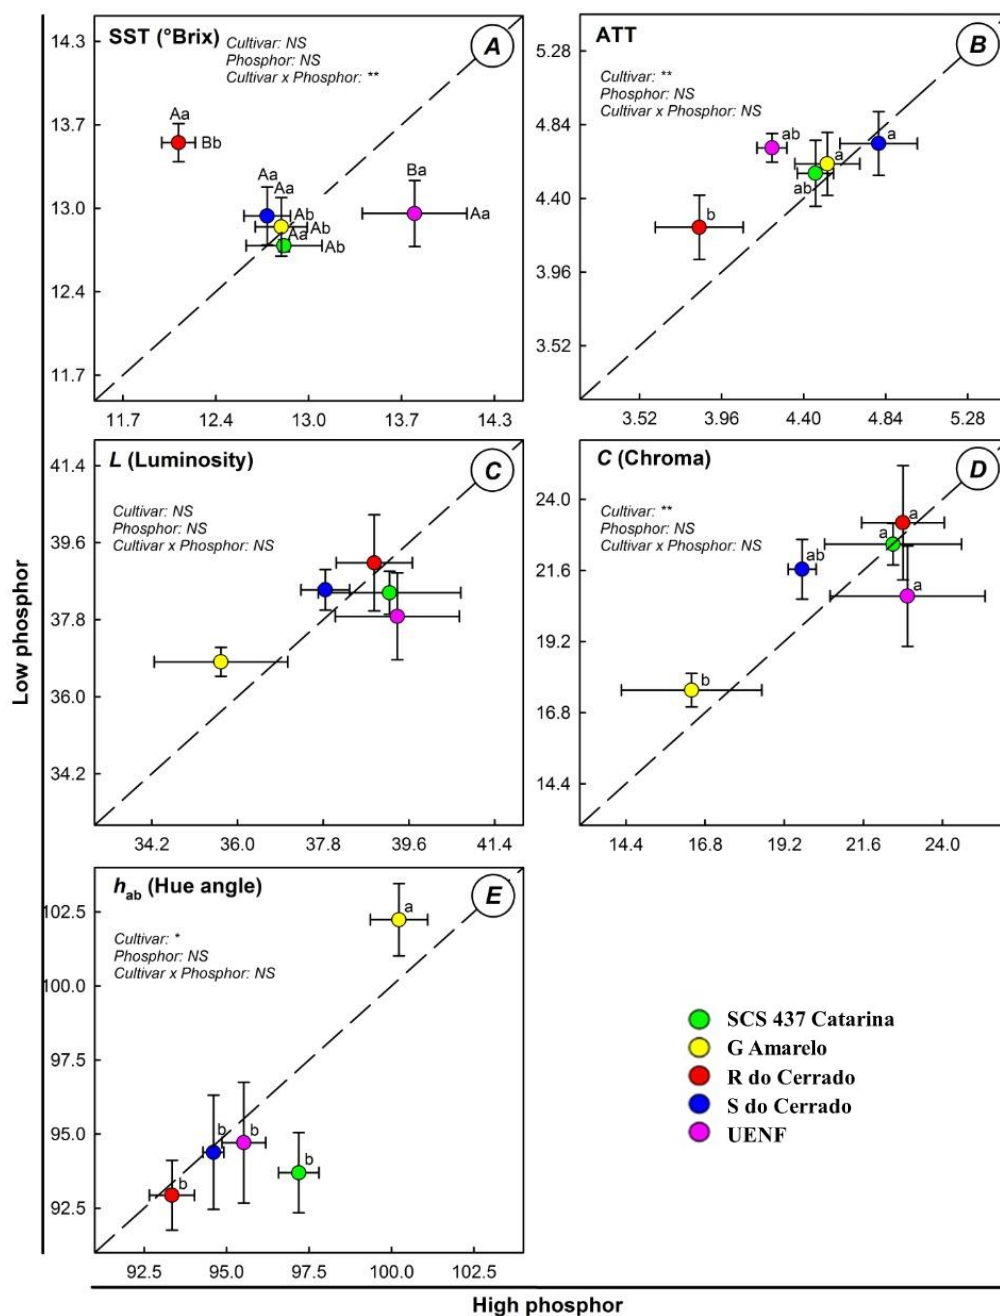 SST (°Brix)
A
Cultivar: NS
Phosphor: NS
Cultivar x Phosphor: **
14.3
13.7
13.0
12.4
11.7
Aa
Bb
Aa
Aa
Ab
Ab
Aa
Ab
Ba
Aa
11.7 12.4 13.0 13.7 14.3
ATT
B
Cultivar: **
Phosphor: NS
Cultivar x Phosphor: NS
5.28
4.84
4.40
3.96
3.52
ab
a
a
ab
b
3.52 3.96 4.40 4.84 5.28
L (Luminosity)
C
Cultivar: NS
Phosphor: NS
Cultivar x Phosphor: NS
41.4
39.6
37.8
36.0
34.2
34.2 36.0 37.8 39.6 41.4
C (Chroma)
D
Cultivar: **
Phosphor: NS
Cultivar x Phosphor: NS
24.0
21.6
19.2
16.8
14.4
a
a
ab
a
b
14.4 16.8 19.2 21.6 24.0
hab (Hue angle)
E
Cultivar: *
Phosphor: NS
Cultivar x Phosphor: NS
102.5
100.0
97.5
95.0
92.5
a
b
b
b
b
92.5 95.0 97.5 100.0 102.5
SCS 437 Catarina
G Amarelo
R do Cerrado
S do Cerrado
UENF
Low phosphor
High phosphor